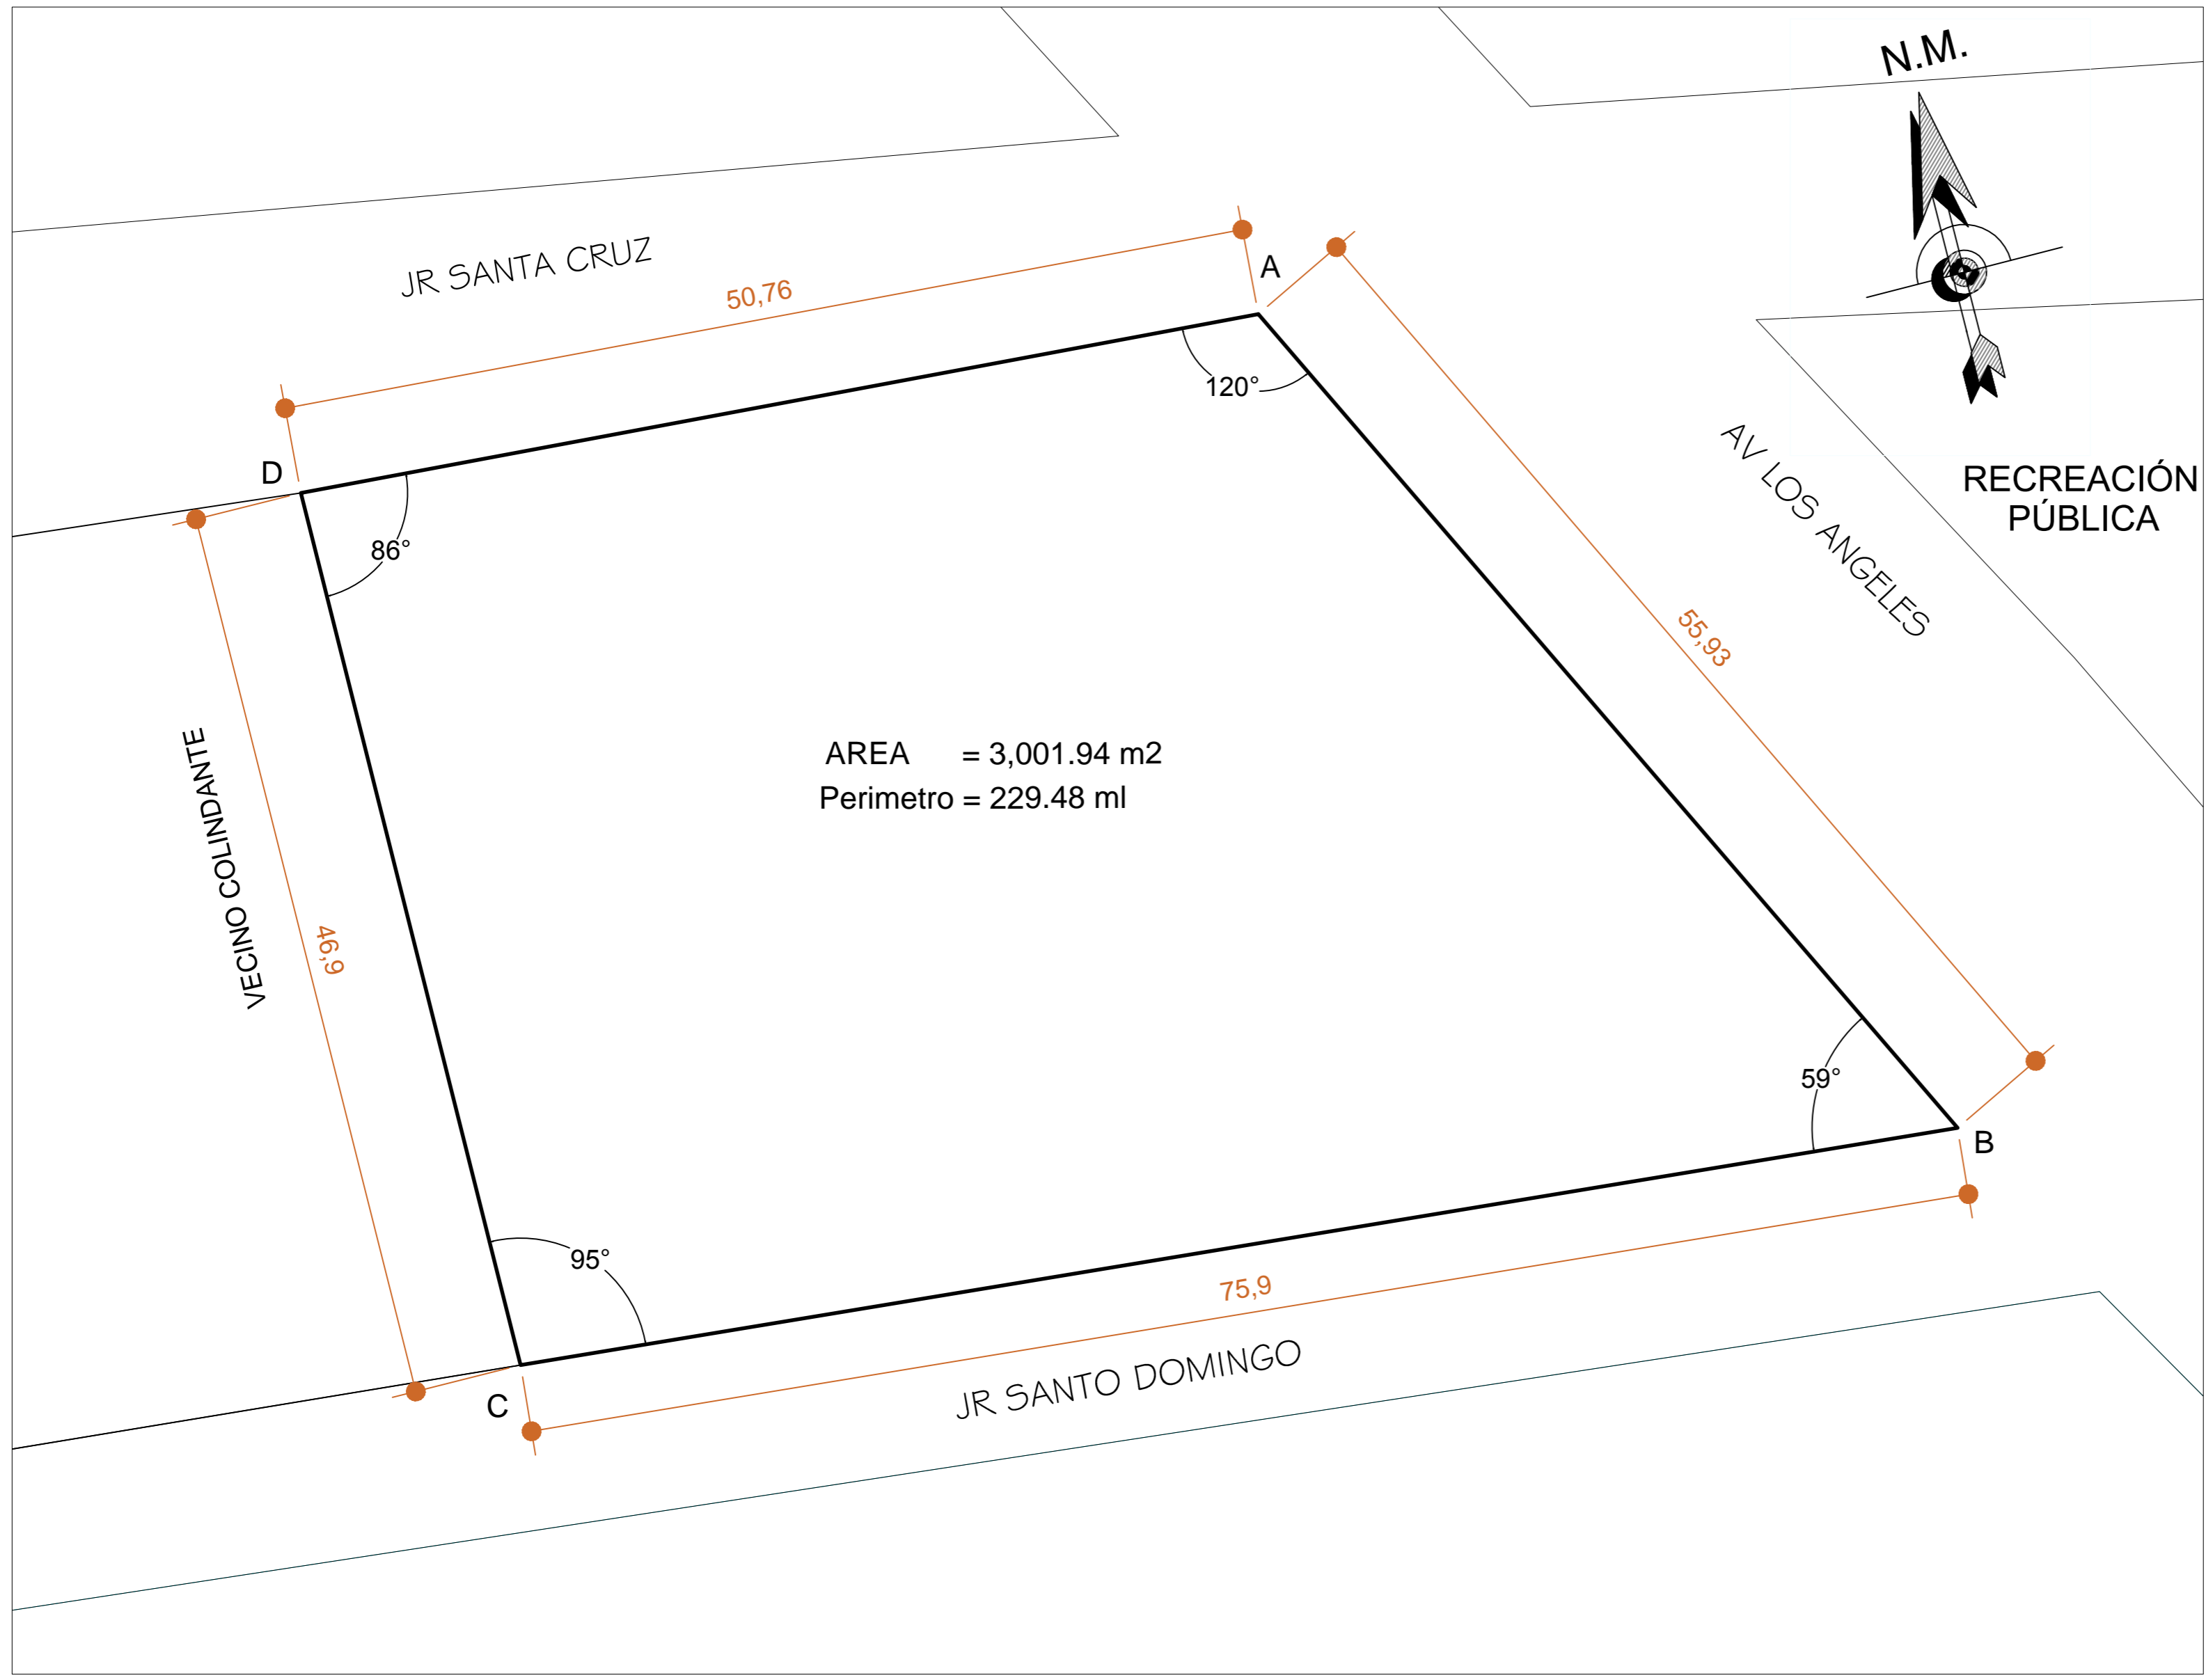 N.M.
JR SANTA CRUZ
50,76
A
120°
D
86°
AV LOS ANGELES
RECREACIÓN
PÚBLICA
55,93
VECINO COLINDANTE
46,9
AREA = 3,001.94 m2
Perimetro = 229.48 ml
59°
B
95°
75,9
C
JR SANTO DOMINGO